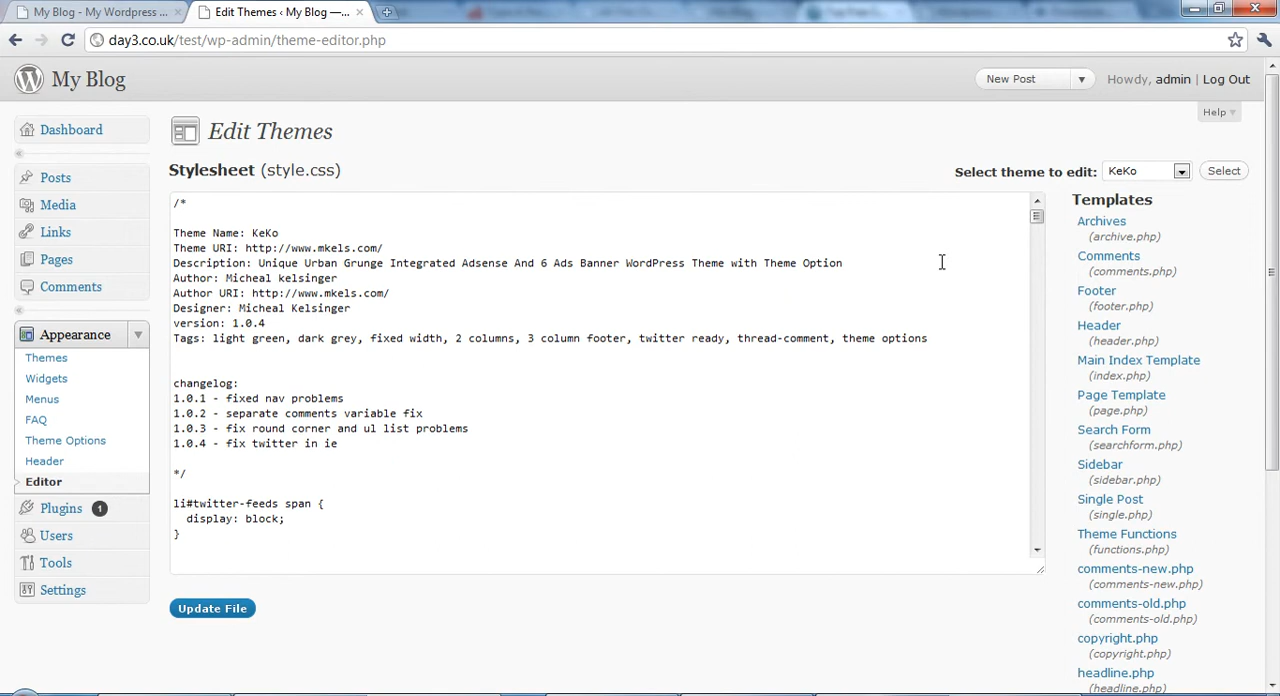 My Blog - My Wordpress ...
Edit Themes ‹ My Blog —...
day3.co.uk/test/wp-admin/theme-editor.php
My Blog
New Post
Howdy, admin | Log Out
Help
Dashboard
Posts
Media
Links
Pages
Comments
Appearance
Themes
Widgets
Menus
FAQ
Theme Options
Header
Editor
Plugins 1
Users
Tools
Settings
Edit Themes
Stylesheet (style.css)
Select theme to edit: KeKo Select
/*
Theme Name: KeKo
Theme URI: http://www.mkels.com/
Description: Unique Urban Grunge Integrated Adsense And 6 Ads Banner WordPress Theme with Theme Option
Author: Micheal kelsinger
Author URI: http://www.mkels.com/
Designer: Micheal Kelsinger
version: 1.0.4
Tags: light green, dark grey, fixed width, 2 columns, 3 column footer, twitter ready, thread-comment, theme options
changelog:
1.0.1 - fixed nav problems
1.0.2 - separate comments variable fix
1.0.3 - fix round corner and ul list problems
1.0.4 - fix twitter in ie
*/
li#twitter-feeds span {
display: block;
}
Update File
Templates
Archives
(archive.php)
Comments
(comments.php)
Footer
(footer.php)
Header
(header.php)
Main Index Template
(index.php)
Page Template
(page.php)
Search Form
(searchform.php)
Sidebar
(sidebar.php)
Single Post
(single.php)
Theme Functions
(functions.php)
comments-new.php
(comments-new.php)
comments-old.php
(comments-old.php)
copyright.php
(copyright.php)
headline.php
(headline.php)